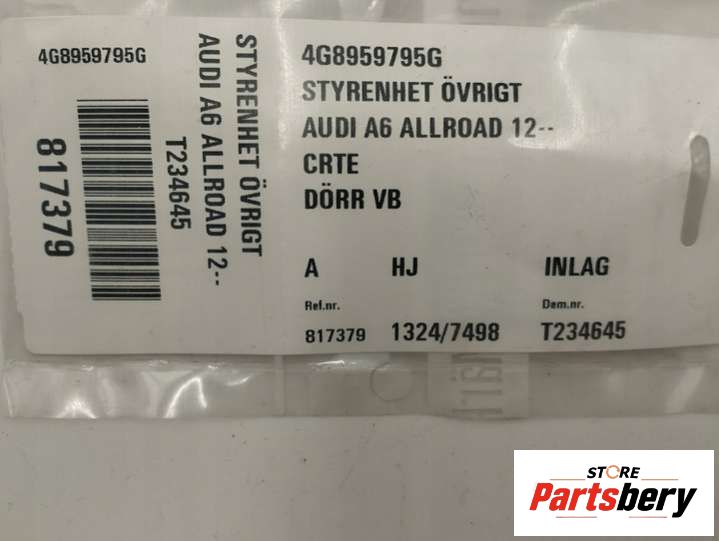 4G8959795G
817379
STYRENHET ÖVRIGT
AUDI A6 ALLROAD 12--
T234645
4G8959795G
STYRENHET ÖVRIGT
AUDI A6 ALLROAD 12--
CRTE
DÖRR VB
A HJ INLAG
Ref.nr. Dem.nr.
817379 1324/7498 T234645
STORE
Partsbery